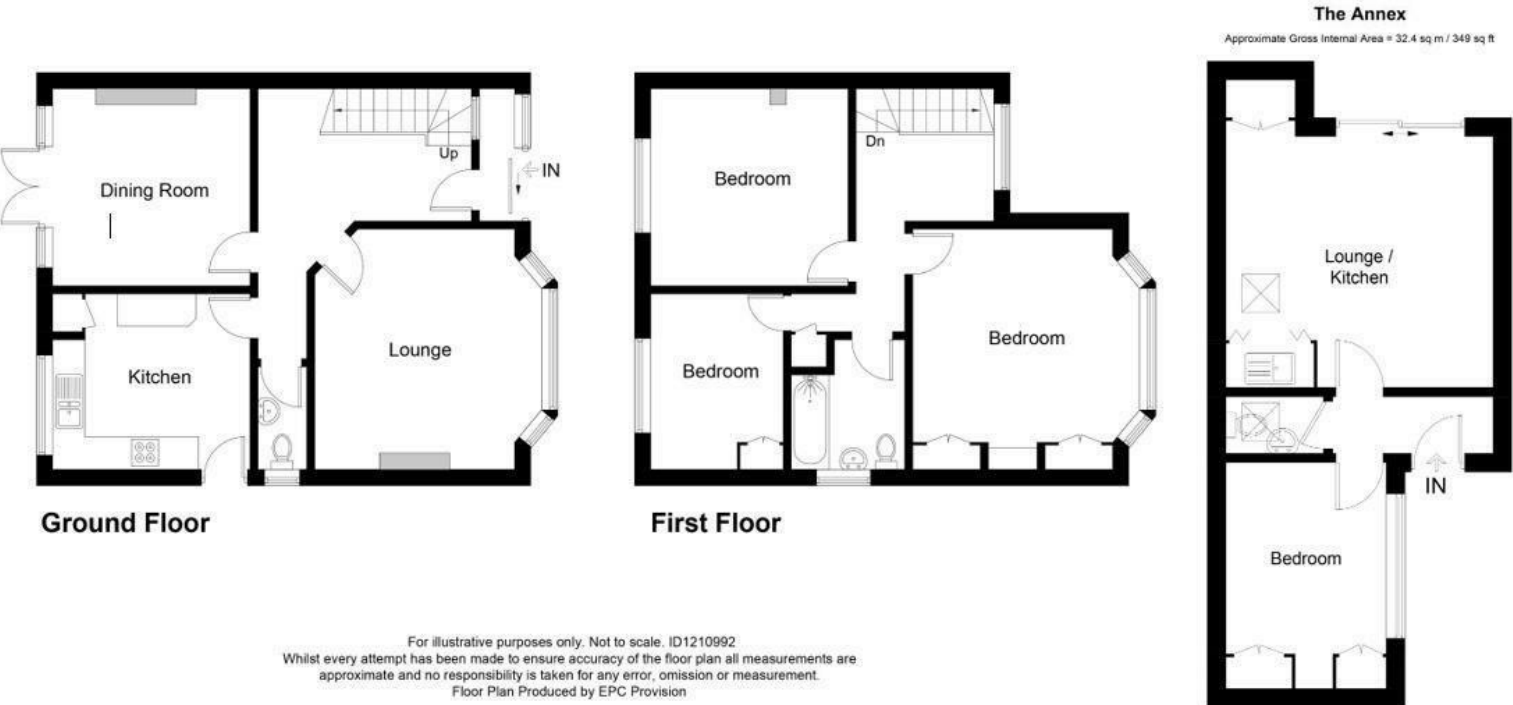 The Annex
Approximate Gross Internal Area = 32.4 sq m / 349 sq ft
Dining Room
Up
IN
Kitchen
Lounge
Ground Floor
Bedroom
Dn
Bedroom
Bedroom
First Floor
Lounge /
Kitchen
IN
Bedroom
For illustrative purposes only. Not to scale. ID1210992
Whilst every attempt has been made to ensure accuracy of the floor plan all measurements are
approximate and no responsibility is taken for any error, omission or measurement.
Floor Plan Produced by EPC Provision